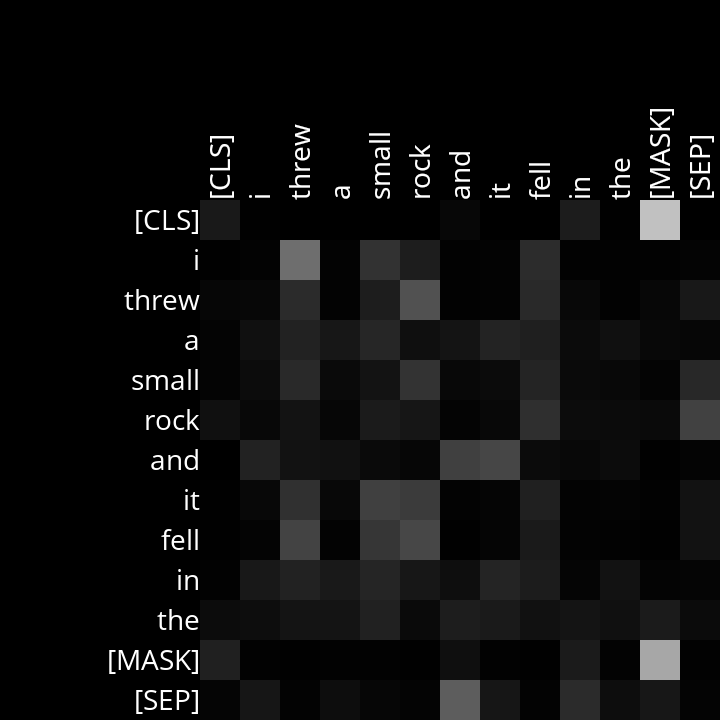 [CLS] i threw a small rock and it fell in the [MASK] [SEP]
[CLS]
i
threw
a
small
rock
and
it
fell
in
the
[MASK]
[SEP]